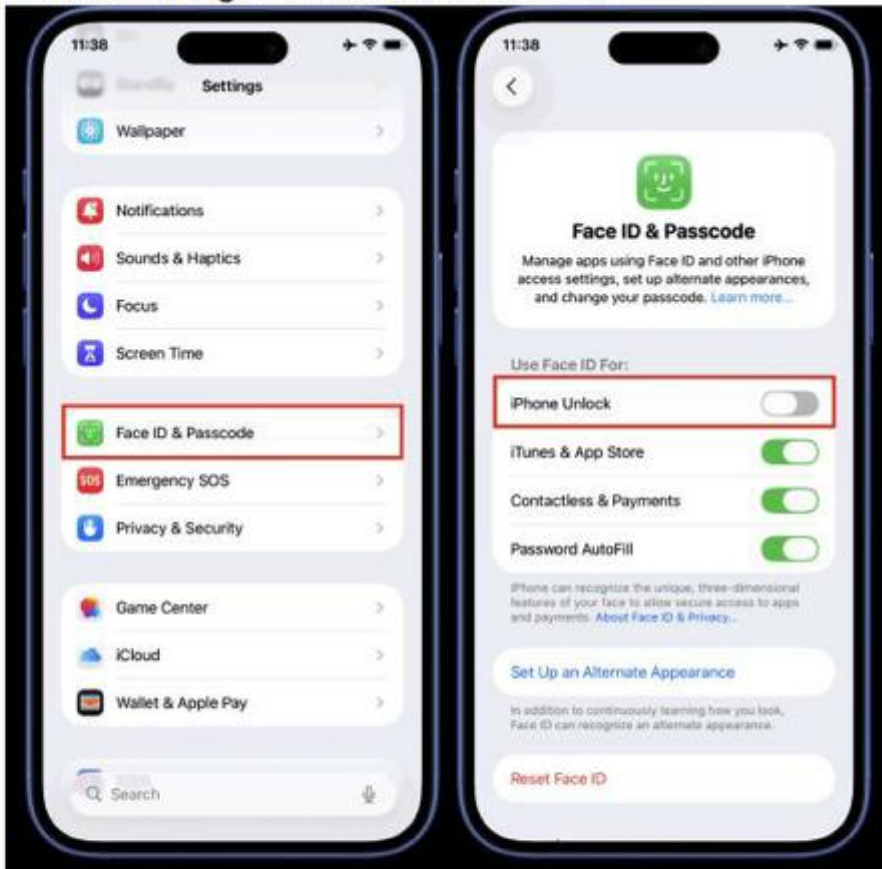 11:38
Settings
Wallpaper
Notifications
Sounds & Haptics
Focus
Screen Time
Face ID & Passcode
SOS Emergency SOS
Privacy & Security
Game Center
iCloud
Wallet & Apple Pay
Search
11:38
Face ID & Passcode
Manage apps using Face ID and other iPhone
access settings, set up alternate appearances,
and change your passcode. Learn more...
Use Face ID For:
iPhone Unlock
iTunes & App Store
Contactless & Payments
Password AutoFill
iPhone can recognize the unique, three-dimensional
features of your face to allow secure access to apps
and payments. About Face ID & Privacy...
Set Up an Alternate Appearance
In addition to continuously learning how you look,
Face ID can recognize an alternate appearance.
Reset Face ID